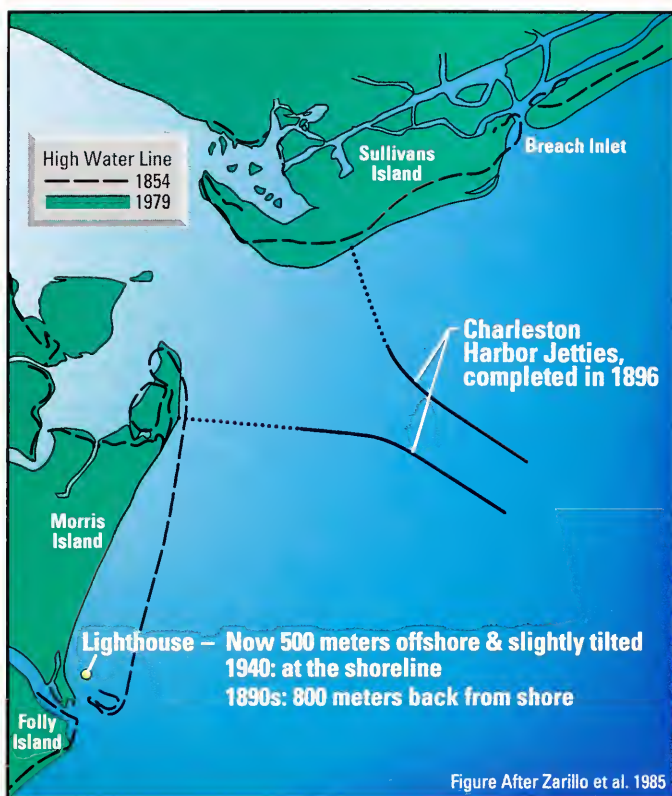 High Water Line
1854
1979
Sullivans
Island
Breach Inlet
Charleston
Harbor Jetties,
completed in 1896
Morris
Island
Lighthouse – Now 500 meters offshore & slightly tilted
1940: at the shoreline
1890s: 800 meters back from shore
Folly
Island
Figure After Zarillo et al. 1985